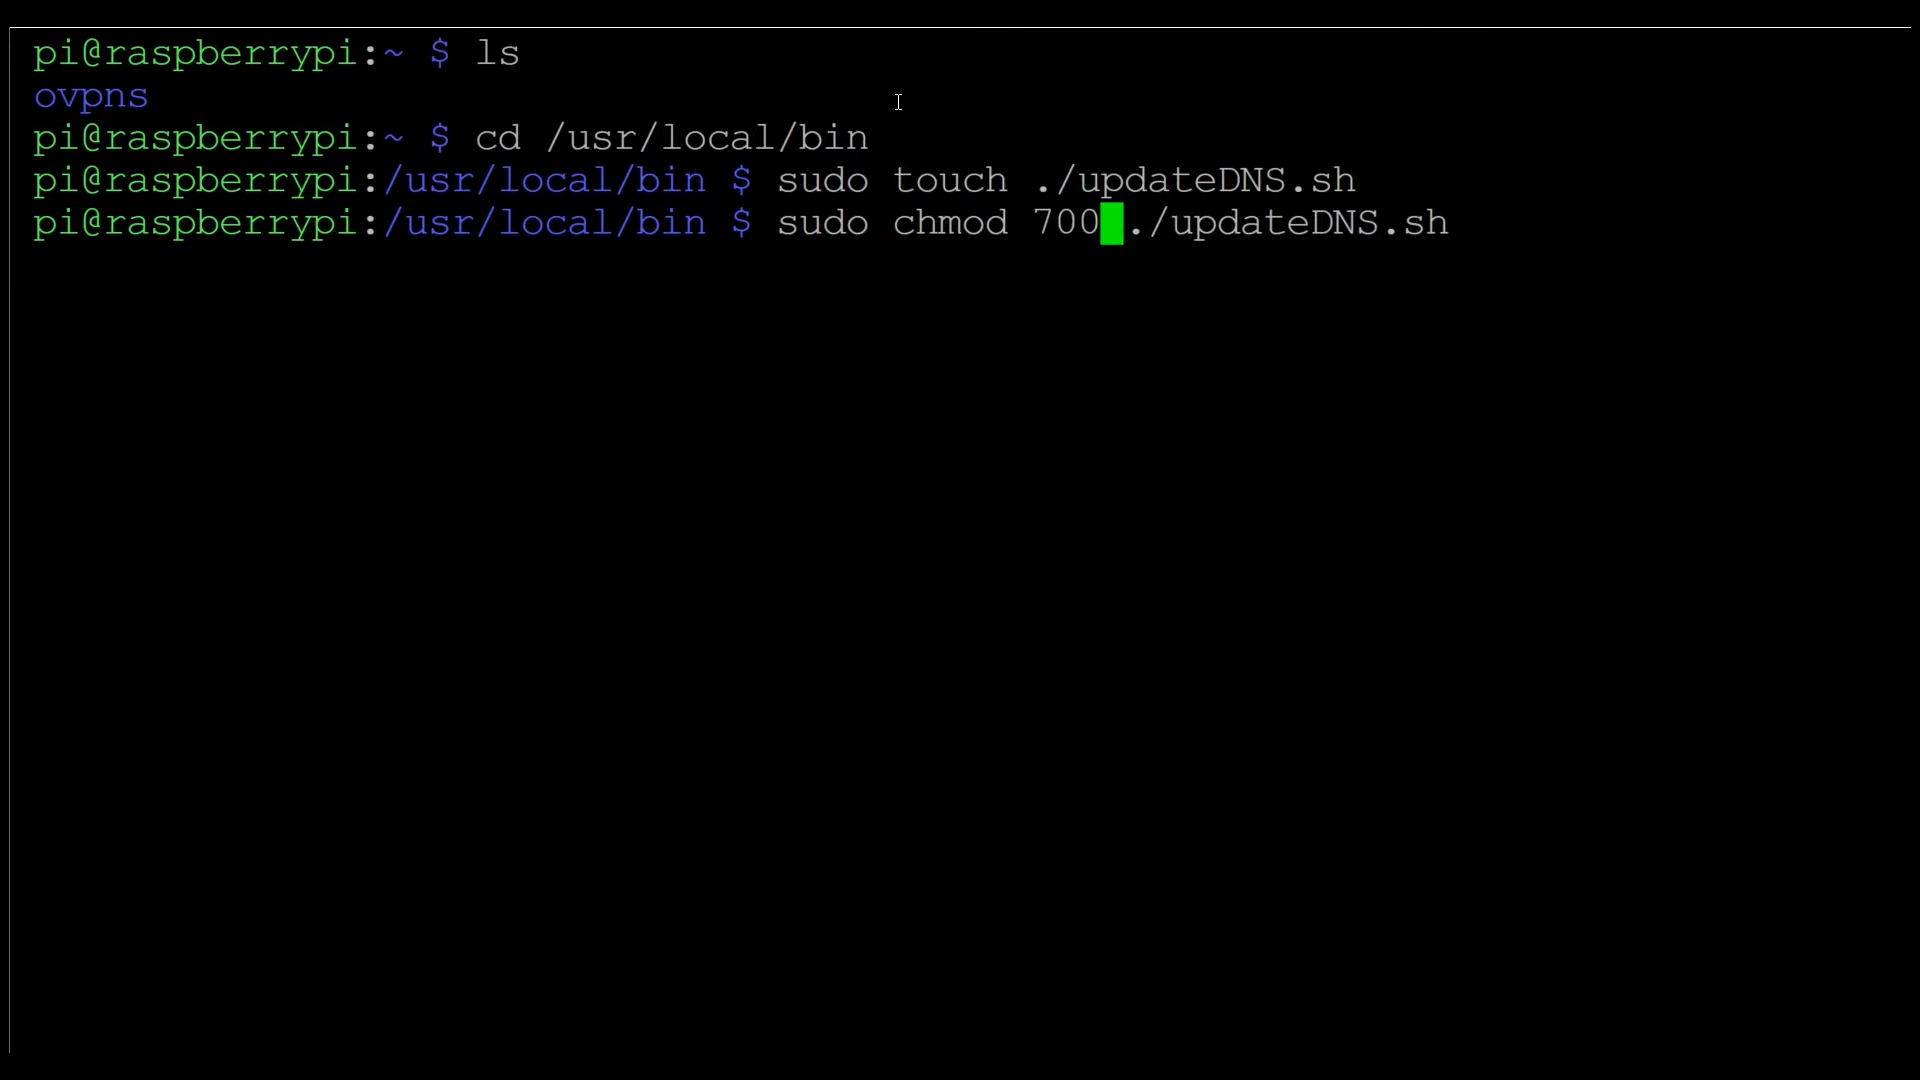 pi@raspberrypi:~ $ ls
ovpns
pi@raspberrypi:~ $ cd /usr/local/bin
pi@raspberrypi:/usr/local/bin $ sudo touch ./updateDNS.sh
pi@raspberrypi:/usr/local/bin $ sudo chmod 700 ./updateDNS.sh